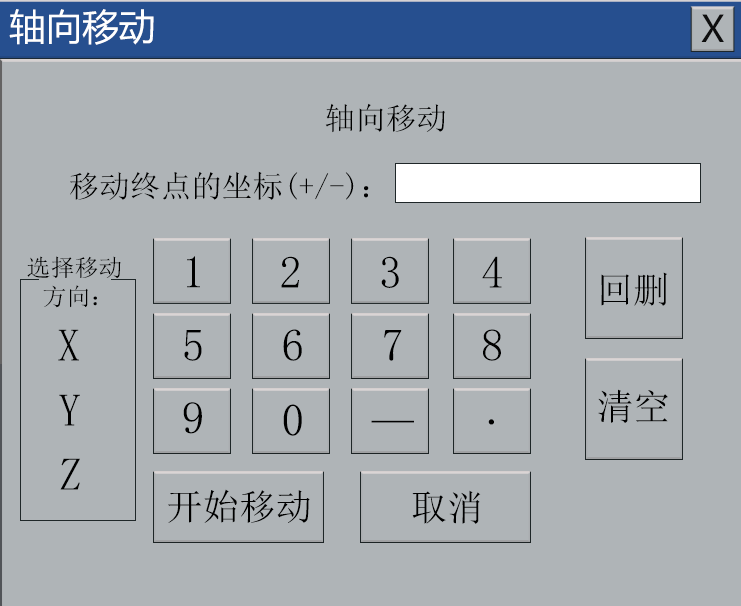 轴向移动 X
轴向移动
移动终点的坐标(+/-)：
选择移动
方向：
X
Y
Z
1 2 3 4
5 6 7 8
9 0 — ·
回删
清空
开始移动 取消